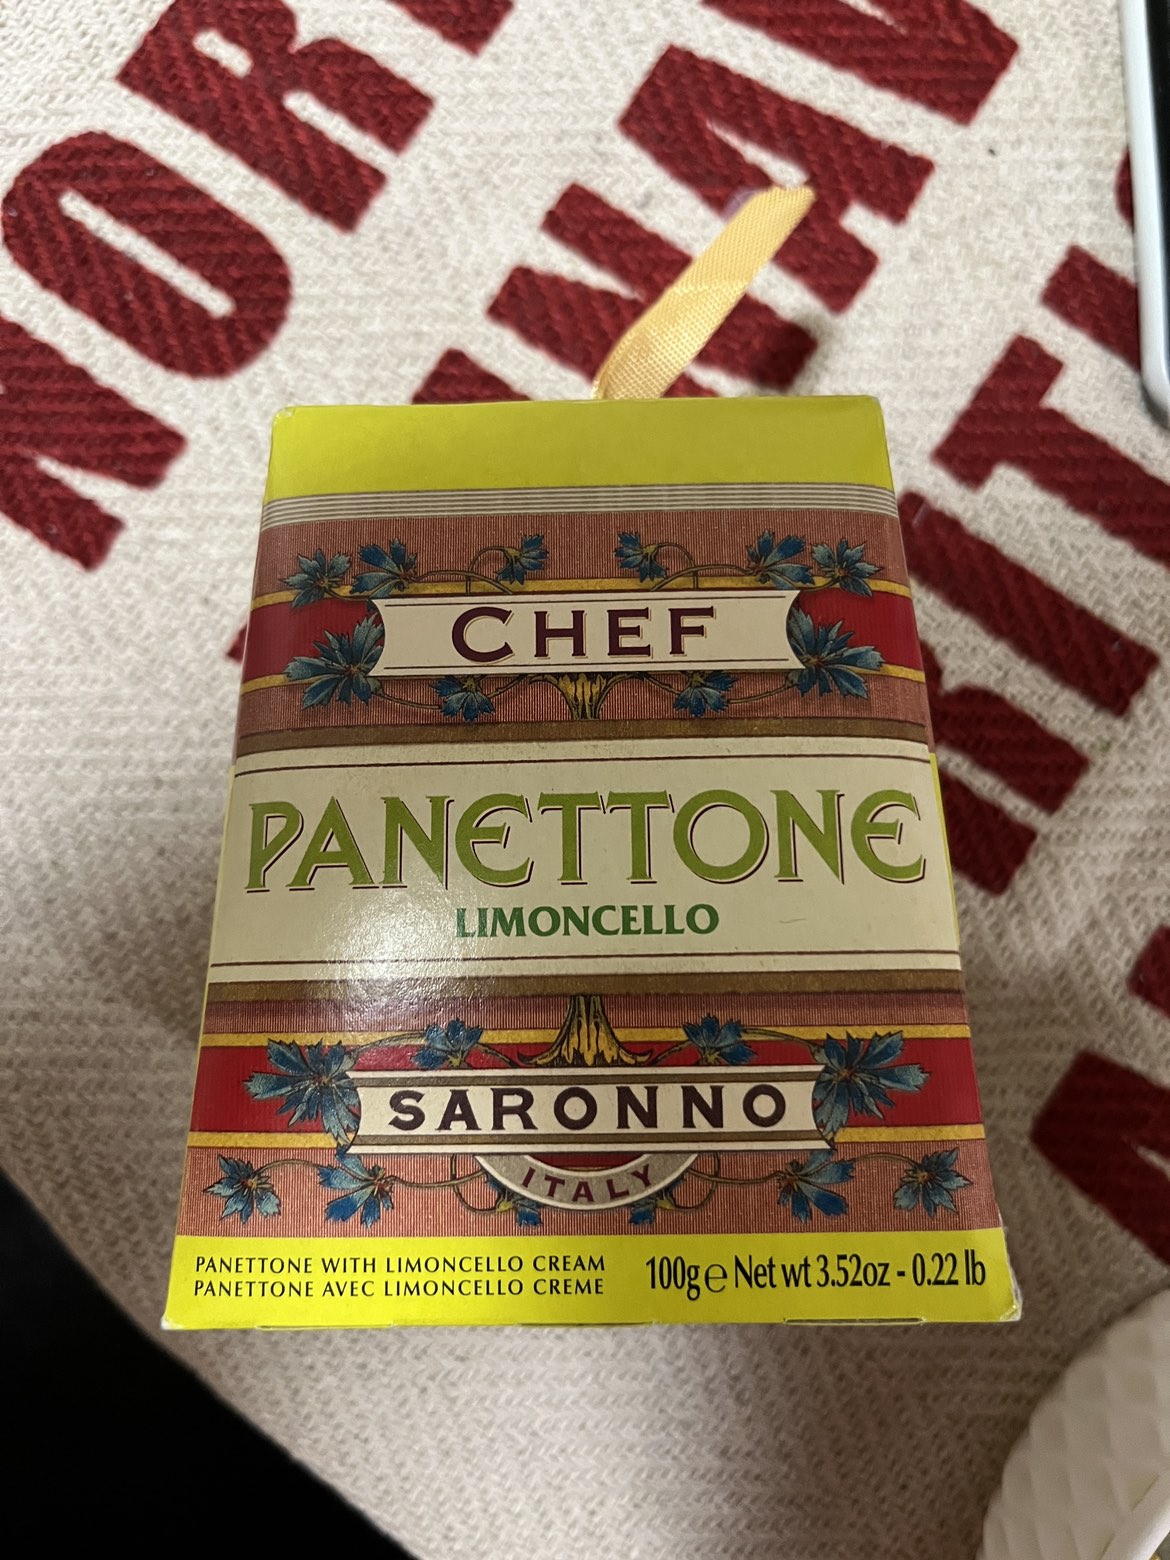 CHEF
PANETTONE
LIMONCELLO
SARONNO
ITALY
PANETTONE WITH LIMONCELLO CREAM
PANETTONE AVEC LIMONCELLO CREME
100g ℮ Net wt 3.52oz - 0.22 lb
NORT